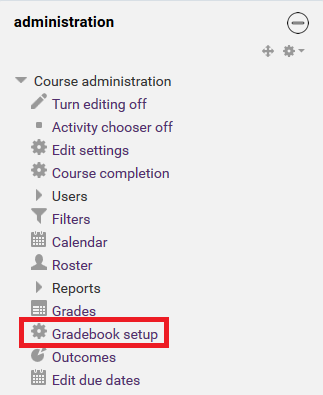 administration
Course administration
Turn editing off
Activity chooser off
Edit settings
Course completion
Users
Filters
Calendar
Roster
Reports
Grades
Gradebook setup
Outcomes
Edit due dates